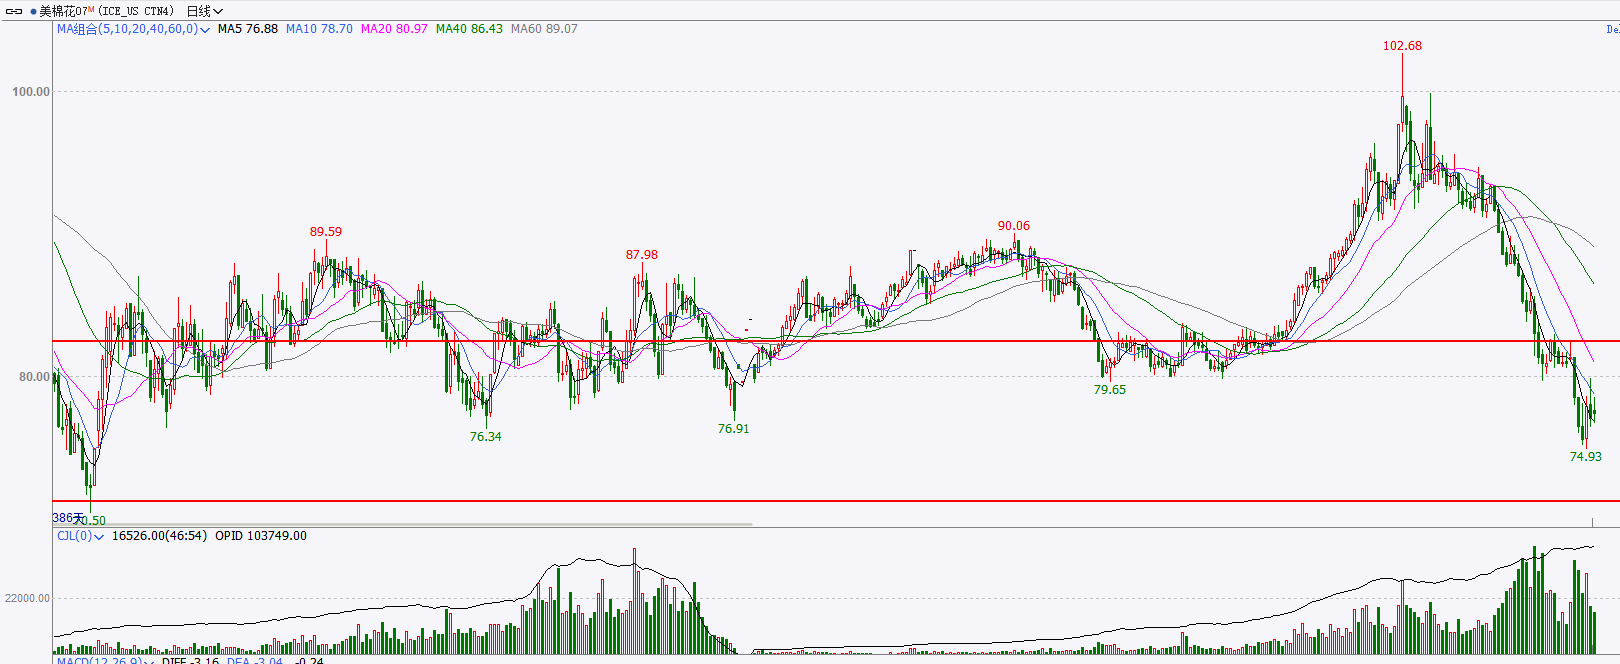 美棉花07M (ICE_US CTN4) 日线
MA组合(5,10,20,40,60,0) MA5 76.88 MA10 78.70 MA20 80.97 MA40 86.43 MA60 89.07
102.68
100.00
89.59
90.06
87.98
80.00
79.65
76.34
76.91
74.93
386天
CJL(0) 16526.00(46:54) OPID 103749.00
22000.00
MACD(12,26,9) DIFF -3.16 DEA -3.04 -0.24